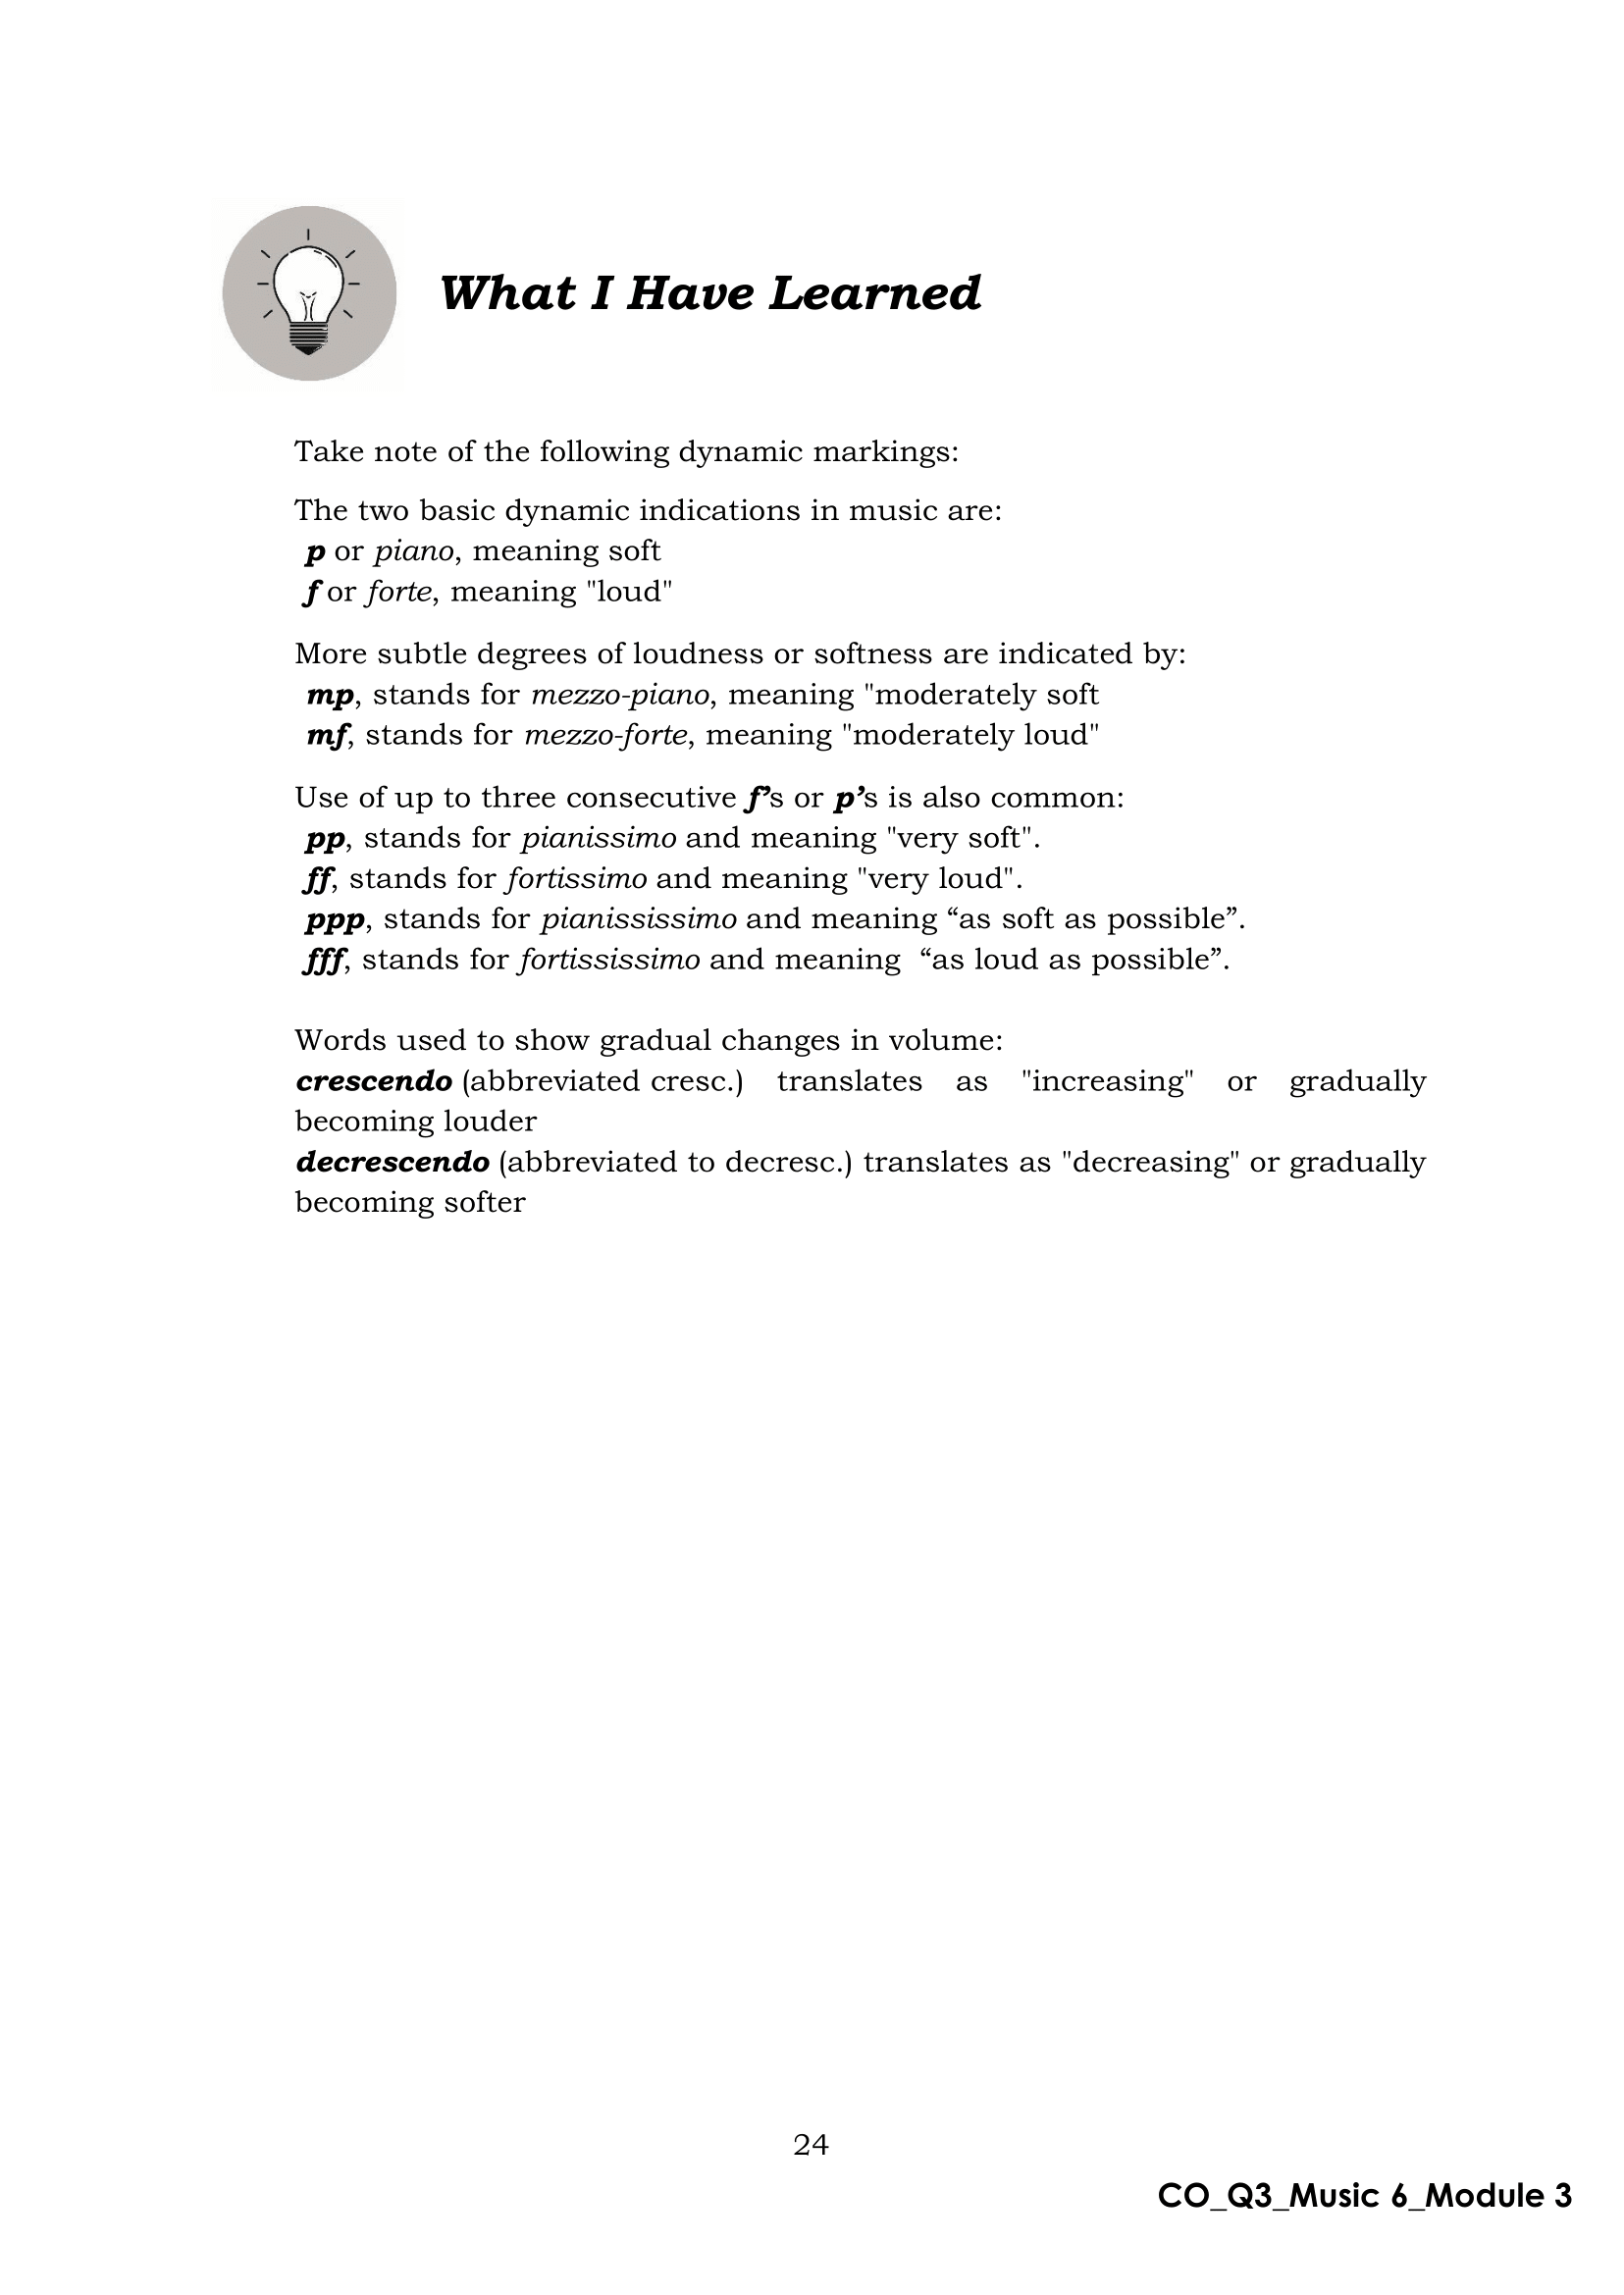 What I Have Learned
Take note of the following dynamic markings:
The two basic dynamic indications in music are:
p or piano, meaning soft
f or forte, meaning "loud"
More subtle degrees of loudness or softness are indicated by:
mp, stands for mezzo-piano, meaning "moderately soft
mf, stands for mezzo-forte, meaning "moderately loud"
Use of up to three consecutive f’s or p’s is also common:
pp, stands for pianissimo and meaning "very soft".
ff, stands for fortissimo and meaning "very loud".
ppp, stands for pianississimo and meaning “as soft as possible”.
fff, stands for fortississimo and meaning “as loud as possible”.
Words used to show gradual changes in volume:
crescendo (abbreviated cresc.) translates as "increasing" or gradually
becoming louder
decrescendo (abbreviated to decresc.) translates as "decreasing" or gradually
becoming softer
24
CO_Q3_Music 6_Module 3